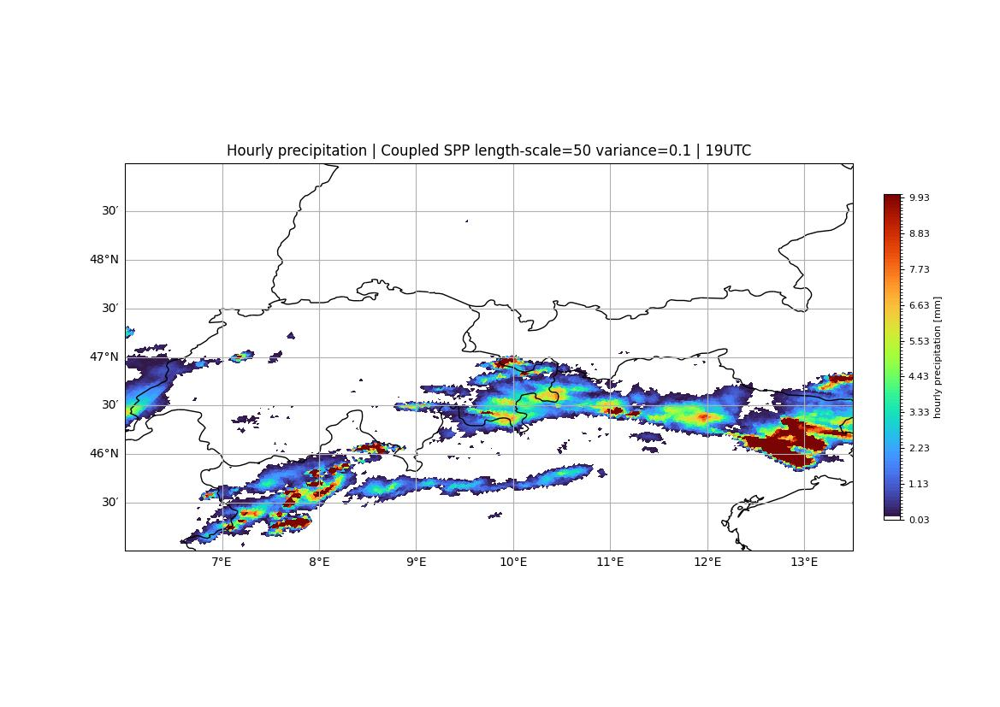 Hourly precipitation | Coupled SPP length-scale=50 variance=0.1 | 19UTC
30′
48°N
30′
47°N
30′
46°N
30′
7°E 8°E 9°E 10°E 11°E 12°E 13°E
9.93
8.83
7.73
6.63
5.53
4.43
3.33
2.23
1.13
0.03
hourly precipitation [mm]